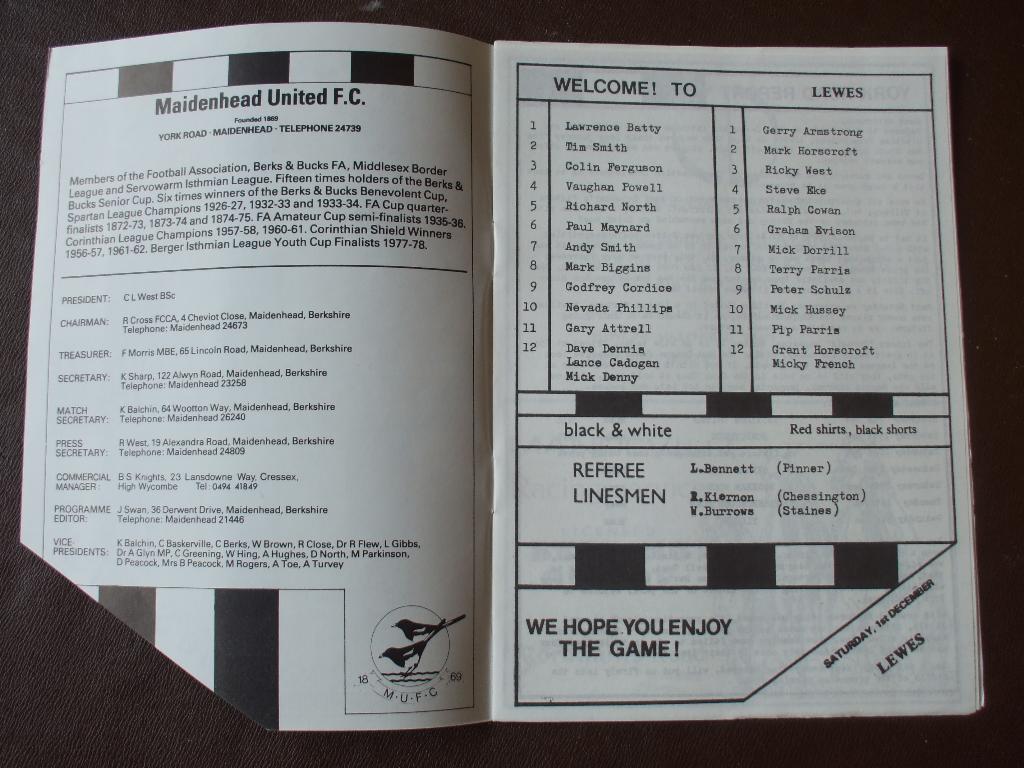 Maidenhead United F.C.
Founded 1869
YORK ROAD · MAIDENHEAD · TELEPHONE 24739
Members of the Football Association, Berks & Bucks FA, Middlesex Border
League and Servowarm Isthmian League. Fifteen times holders of the Berks &
Bucks Senior Cup. Six times winners of the Berks & Bucks Benevolent Cup,
Spartan League Champions 1926-27, 1932-33 and 1933-34. FA Cup quarter-
finalists 1872-73, 1873-74 and 1874-75. FA Amateur Cup semi-finalists 1935-36.
Corinthian League Champions 1957-58, 1960-61. Corinthian Shield Winners
1956-57, 1961-62. Berger Isthmian League Youth Cup Finalists 1977-78.
PRESIDENT: C L West BSc
CHAIRMAN: R Cross FCCA, 4 Cheviot Close, Maidenhead, Berkshire
Telephone: Maidenhead 24673
TREASURER: F Morris MBE, 65 Lincoln Road, Maidenhead, Berkshire
SECRETARY: K Sharp, 122 Alwyn Road, Maidenhead, Berkshire
Telephone: Maidenhead 23258
MATCH SECRETARY: K Balchin, 64 Wootton Way, Maidenhead, Berkshire
Telephone: Maidenhead 26240
PRESS SECRETARY: R West, 19 Alexandra Road, Maidenhead, Berkshire
Telephone: Maidenhead 24809
COMMERCIAL MANAGER: B S Knights, 23 Lansdowne Way, Cressex,
High Wycombe Tel: 0494 41849
PROGRAMME EDITOR: J Swan, 36 Derwent Drive, Maidenhead, Berkshire
Telephone: Maidenhead 21446
VICE-PRESIDENTS: K Balchin, C Baskerville, C Berks, W Brown, R Close, Dr R Flew, L Gibbs,
Dr A Glyn MP, C Greening, W Hing, A Hughes, D North, M Parkinson,
D Peacock, Mrs B Peacock, M Rogers, A Toe, A Turvey
18 69
M·U·F·C
WELCOME! TO LEWES
1 Lawrence Batty
2 Tim Smith
3 Colin Ferguson
4 Vaughan Powell
5 Richard North
6 Paul Maynard
7 Andy Smith
8 Mark Biggins
9 Godfrey Cordice
10 Nevada Phillips
11 Gary Attrell
12 Dave Dennis
Lance Cadogan
Mick Denny
1 Gerry Armstrong
2 Mark Horscroft
3 Ricky West
4 Steve Eke
5 Ralph Cowan
6 Graham Evison
7 Mick Dorrill
8 Terry Parris
9 Peter Schulz
10 Mick Hussey
11 Pip Parris
12 Grant Horscroft
Micky French
black & white
Red shirts, black shorts
REFEREE L.Bennett (Pinner)
LINESMEN R.Kiernon (Chessington)
W.Burrows (Staines)
WE HOPE YOU ENJOY
THE GAME!
SATURDAY, 1st DECEMBER
LEWES